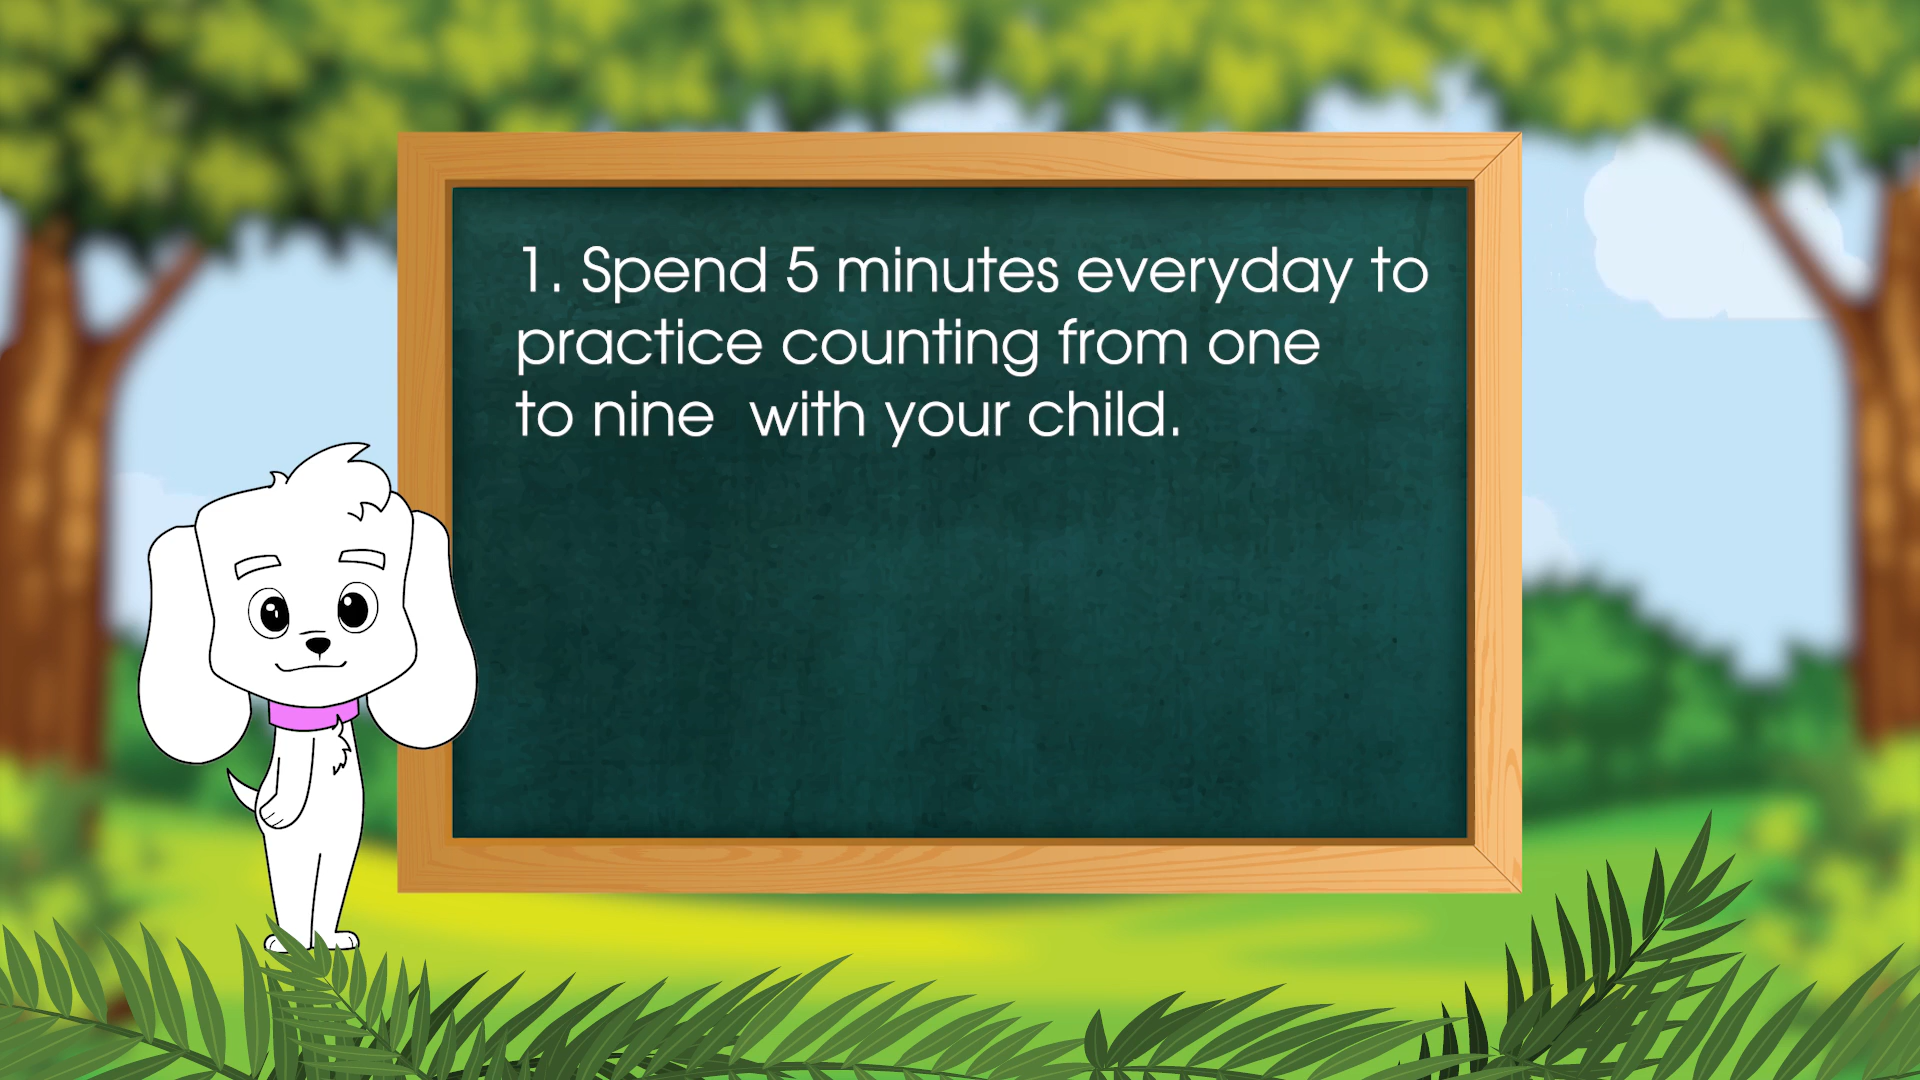 1. Spend 5 minutes everyday to
practice counting from one
to nine  with your child.